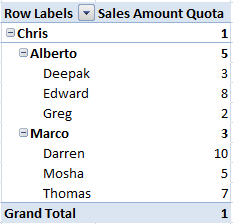 Row Labels Sales Amount Quota
Chris 1
Alberto 5
Deepak 3
Edward 8
Greg 2
Marco 3
Darren 10
Mosha 5
Thomas 7
Grand Total 1